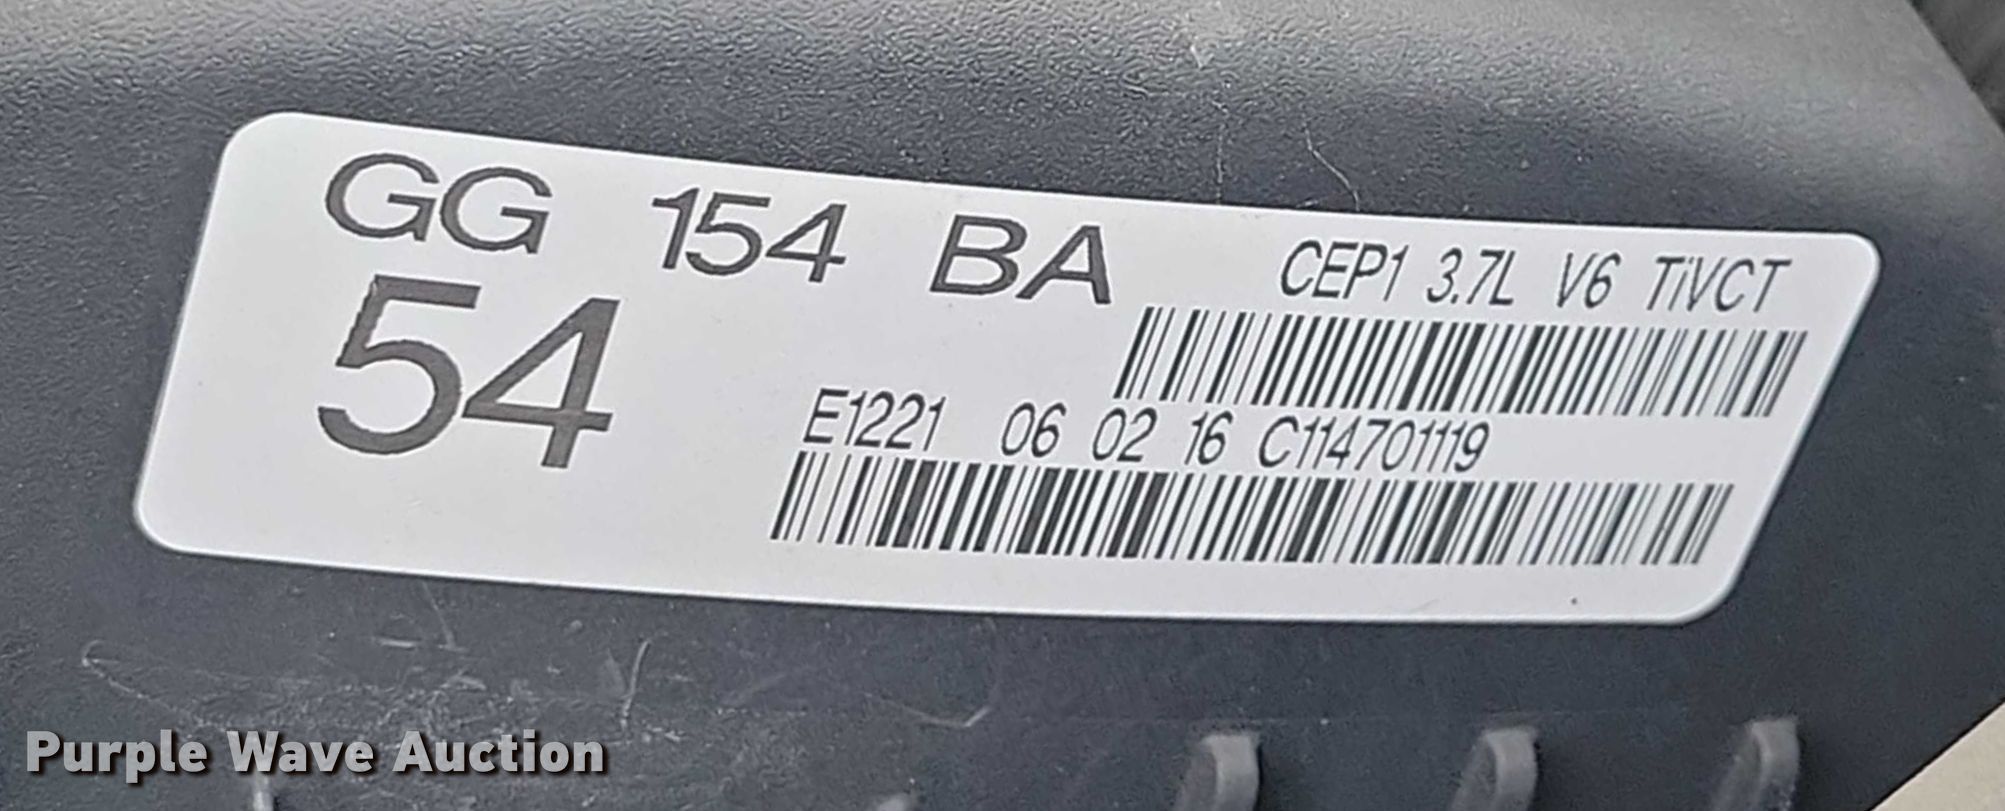 GG 154 BA
CEP1 3.7L V6 TiVCT
54
E1221 06 02 16 C114701119
Purple Wave Auction